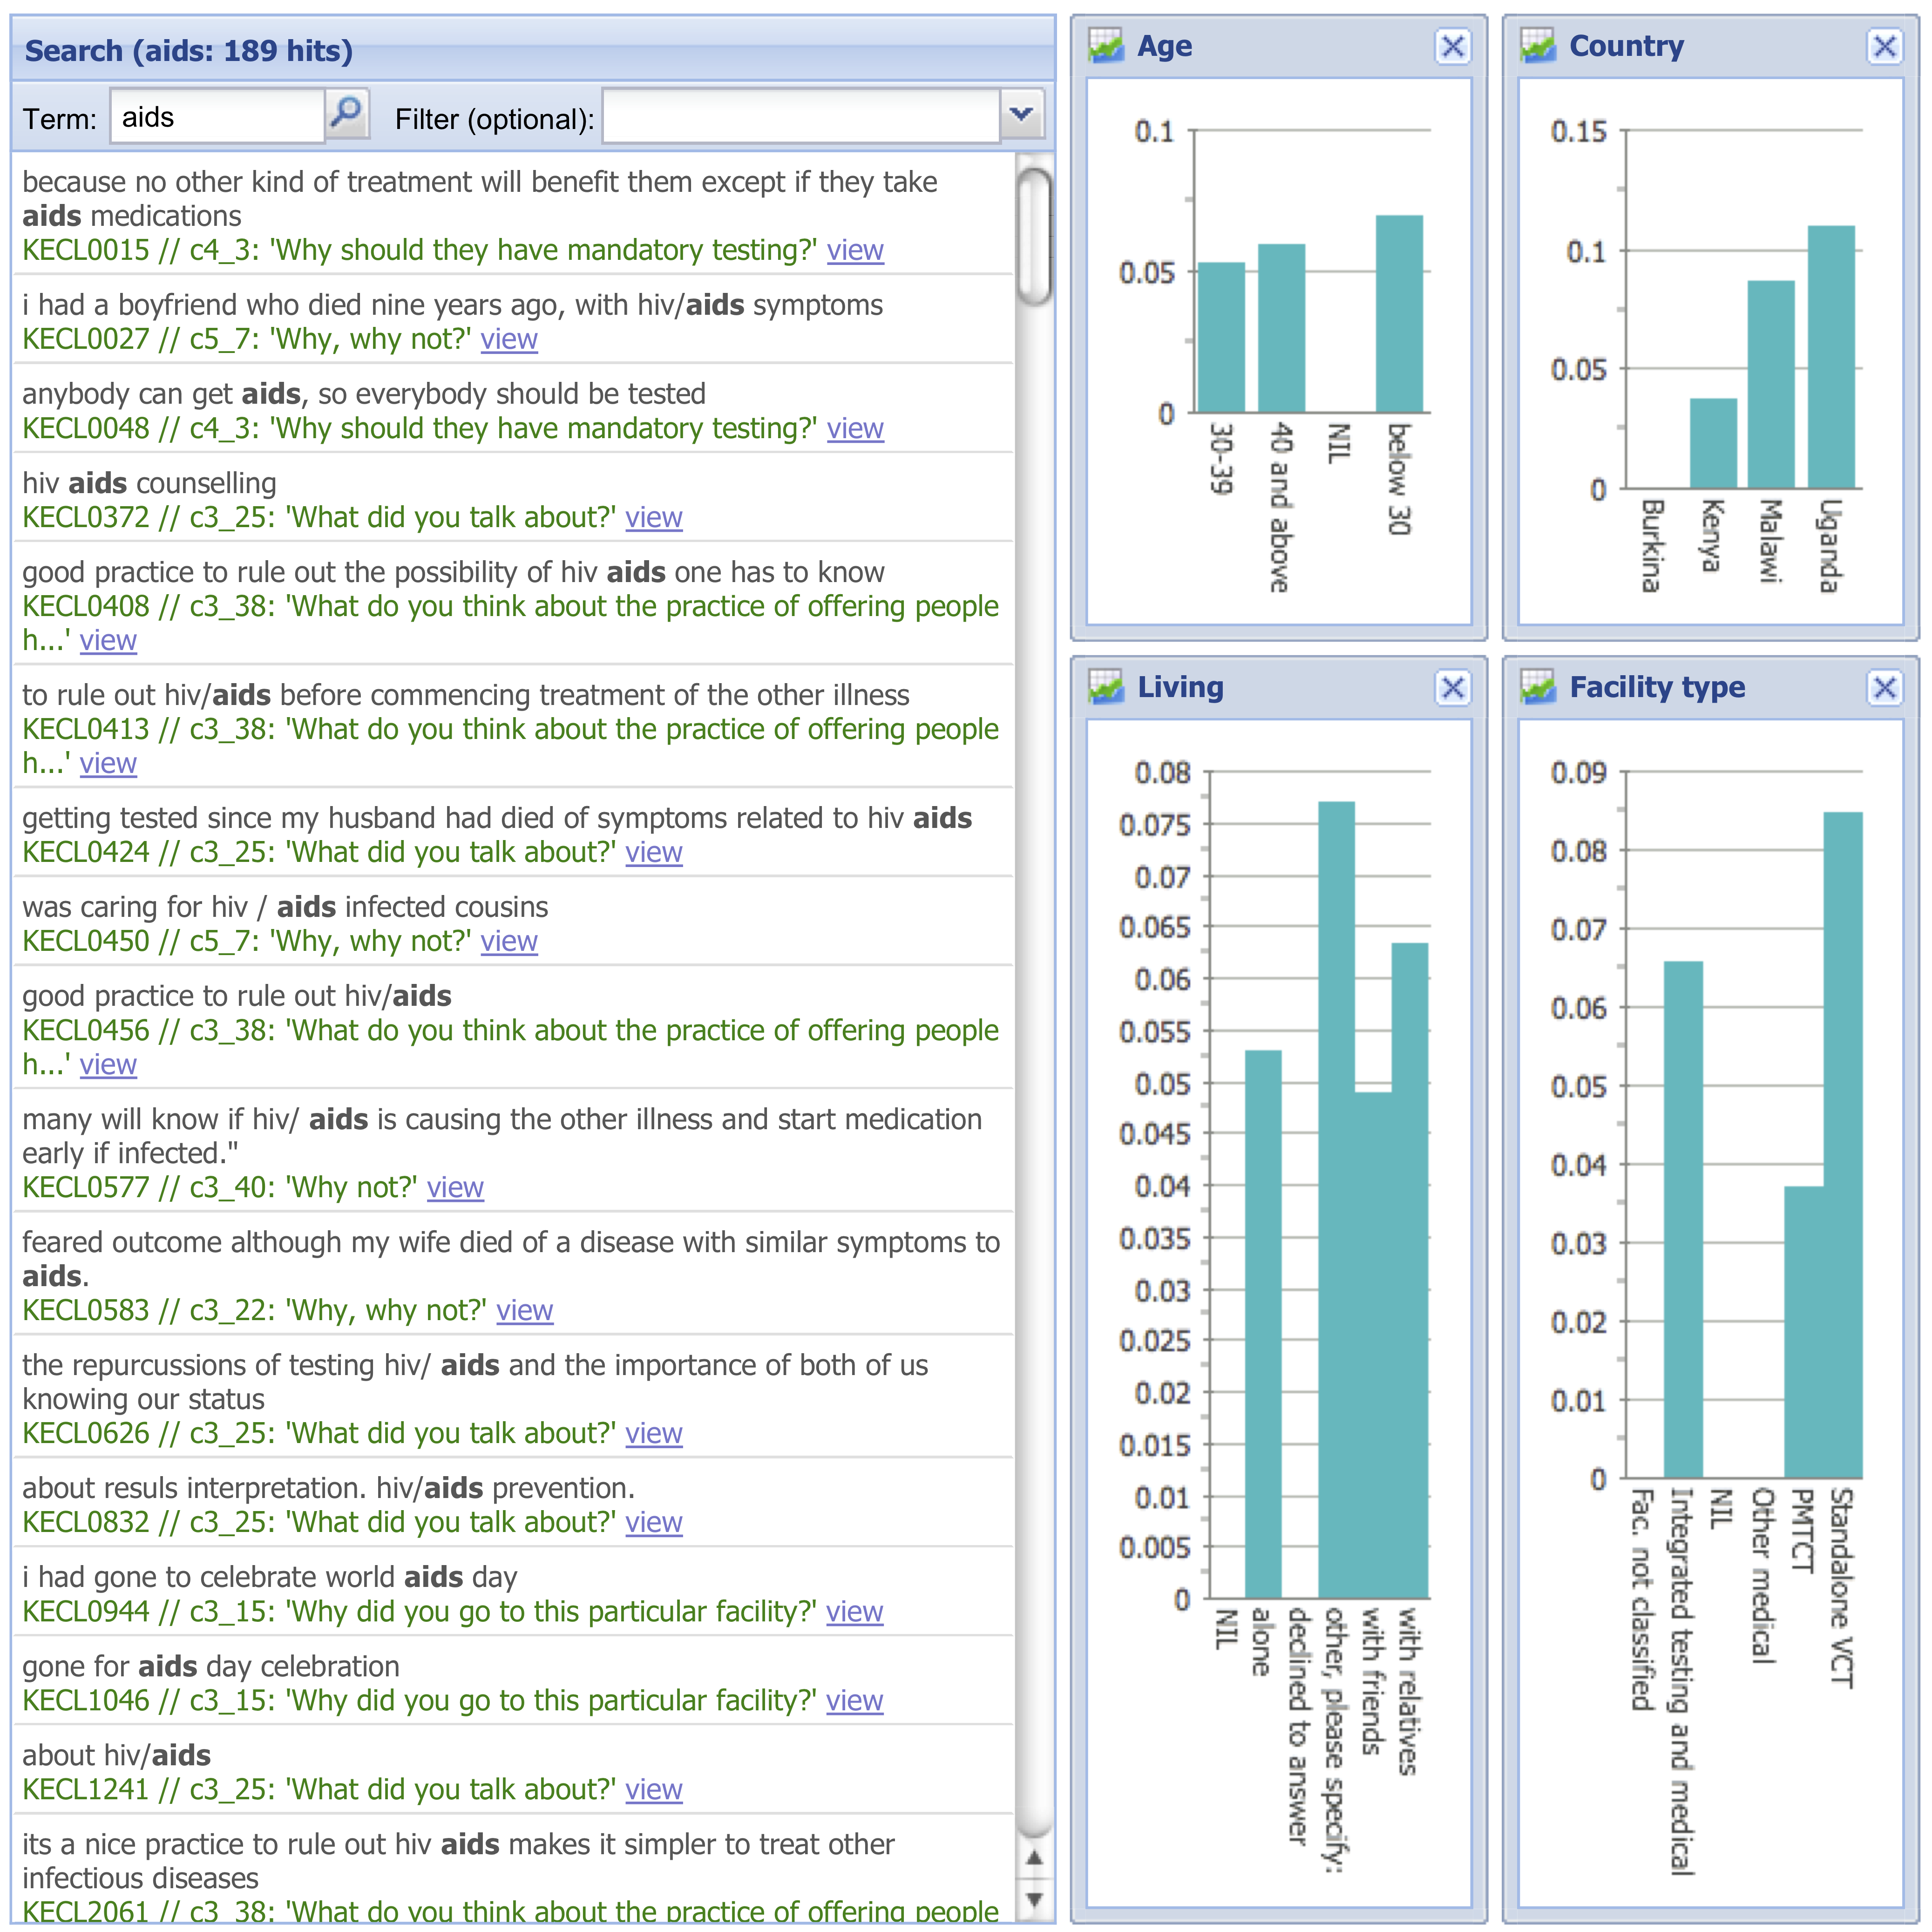 Search (aids: 189 hits)
Term: aids Filter (optional):
because no other kind of treatment will benefit them except if they take
aids medications
KECL0015 // c4_3: 'Why should they have mandatory testing?' view
i had a boyfriend who died nine years ago, with hiv/aids symptoms
KECL0027 // c5_7: 'Why, why not?' view
anybody can get aids, so everybody should be tested
KECL0048 // c4_3: 'Why should they have mandatory testing?' view
hiv aids counselling
KECL0372 // c3_25: 'What did you talk about?' view
good practice to rule out the possibility of hiv aids one has to know
KECL0408 // c3_38: 'What do you think about the practice of offering people
h...' view
to rule out hiv/aids before commencing treatment of the other illness
KECL0413 // c3_38: 'What do you think about the practice of offering people
h...' view
getting tested since my husband had died of symptoms related to hiv aids
KECL0424 // c3_25: 'What did you talk about?' view
was caring for hiv / aids infected cousins
KECL0450 // c5_7: 'Why, why not?' view
good practice to rule out hiv/aids
KECL0456 // c3_38: 'What do you think about the practice of offering people
h...' view
many will know if hiv/ aids is causing the other illness and start medication
early if infected."
KECL0577 // c3_40: 'Why not?' view
feared outcome although my wife died of a disease with similar symptoms to
aids.
KECL0583 // c3_22: 'Why, why not?' view
the repurcussions of testing hiv/ aids and the importance of both of us
knowing our status
KECL0626 // c3_25: 'What did you talk about?' view
about resuls interpretation. hiv/aids prevention.
KECL0832 // c3_25: 'What did you talk about?' view
i had gone to celebrate world aids day
KECL0944 // c3_15: 'Why did you go to this particular facility?' view
gone for aids day celebration
KECL1046 // c3_15: 'Why did you go to this particular facility?' view
about hiv/aids
KECL1241 // c3_25: 'What did you talk about?' view
its a nice practice to rule out hiv aids makes it simpler to treat other
infectious diseases
KECL2061 // c3_38: 'What do you think about the practice of offering people
Age
0.1
0.05
0
30-39
40 and above
NIL
below 30
Country
0.15
0.1
0.05
0
Burkina
Kenya
Malawi
Uganda
Living
0.08
0.075
0.07
0.065
0.06
0.055
0.05
0.045
0.04
0.035
0.03
0.025
0.02
0.015
0.01
0.005
0
NIL
alone
declined to answer
other, please specify:
with friends
with relatives
Facility type
0.09
0.08
0.07
0.06
0.05
0.04
0.03
0.02
0.01
0
Fac. not classified
Integrated testing and medical
NIL
Other medical
PMTCT
Standalone VCT